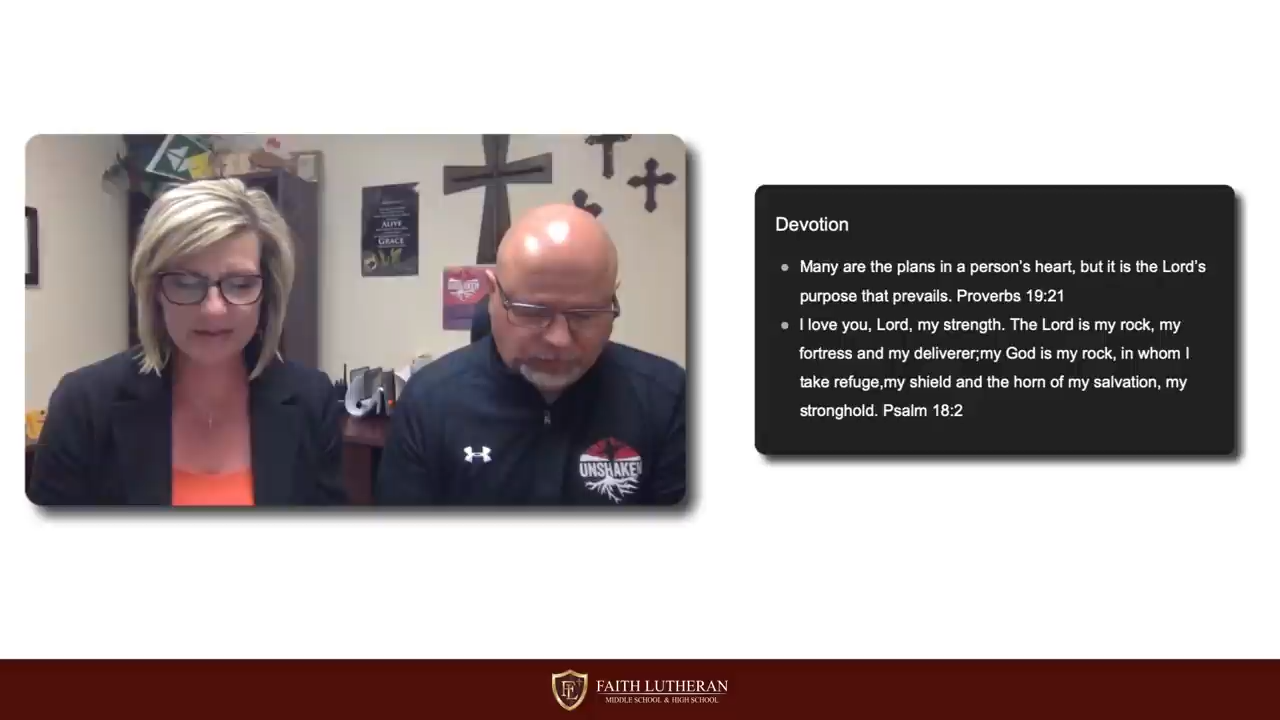 ALIVE
GRACE
UNSHAKEN
UNSHAKEN
Devotion
Many are the plans in a person's heart, but it is the Lord's
purpose that prevails. Proverbs 19:21
I love you, Lord, my strength. The Lord is my rock, my
fortress and my deliverer;my God is my rock, in whom I
take refuge,my shield and the horn of my salvation, my
stronghold. Psalm 18:2
FL
FAITH LUTHERAN
MIDDLE SCHOOL & HIGH SCHOOL